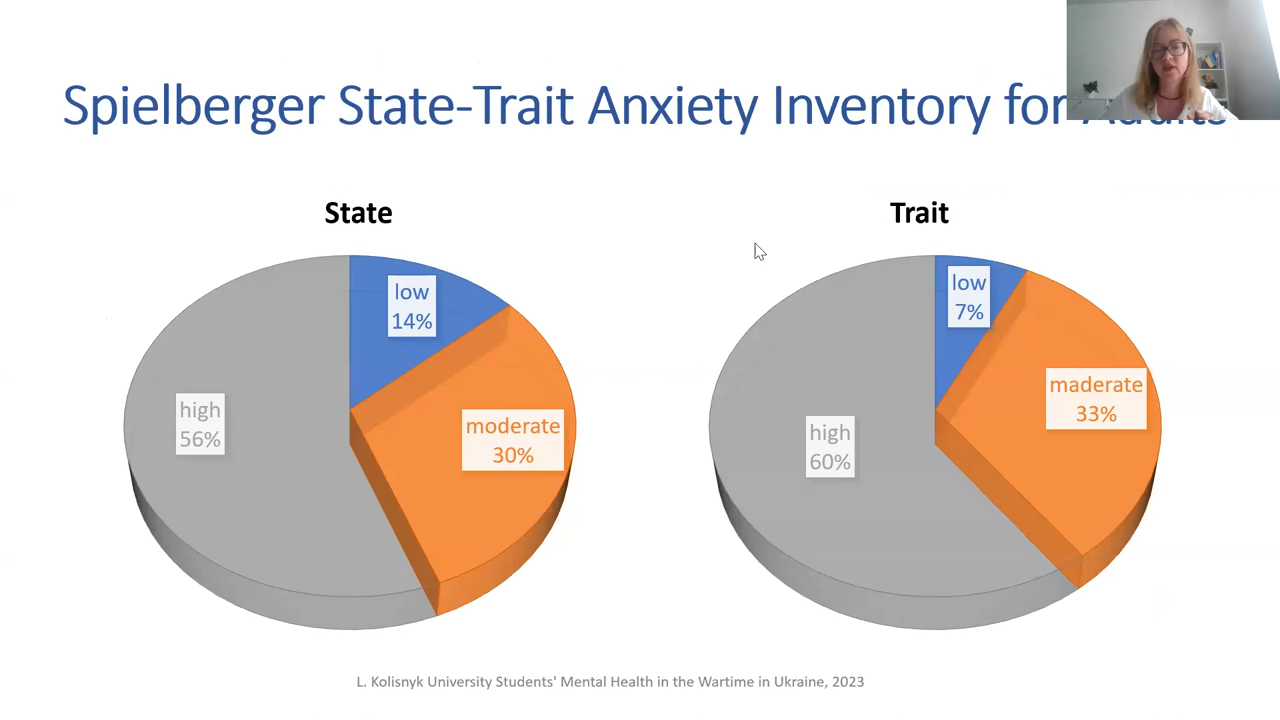 Spielberger State-Trait Anxiety Inventory for
State
low
14%
moderate
30%
high
56%
Trait
low
7%
maderate
33%
high
60%
L. Kolisnyk University Students' Mental Health in the Wartime in Ukraine, 2023